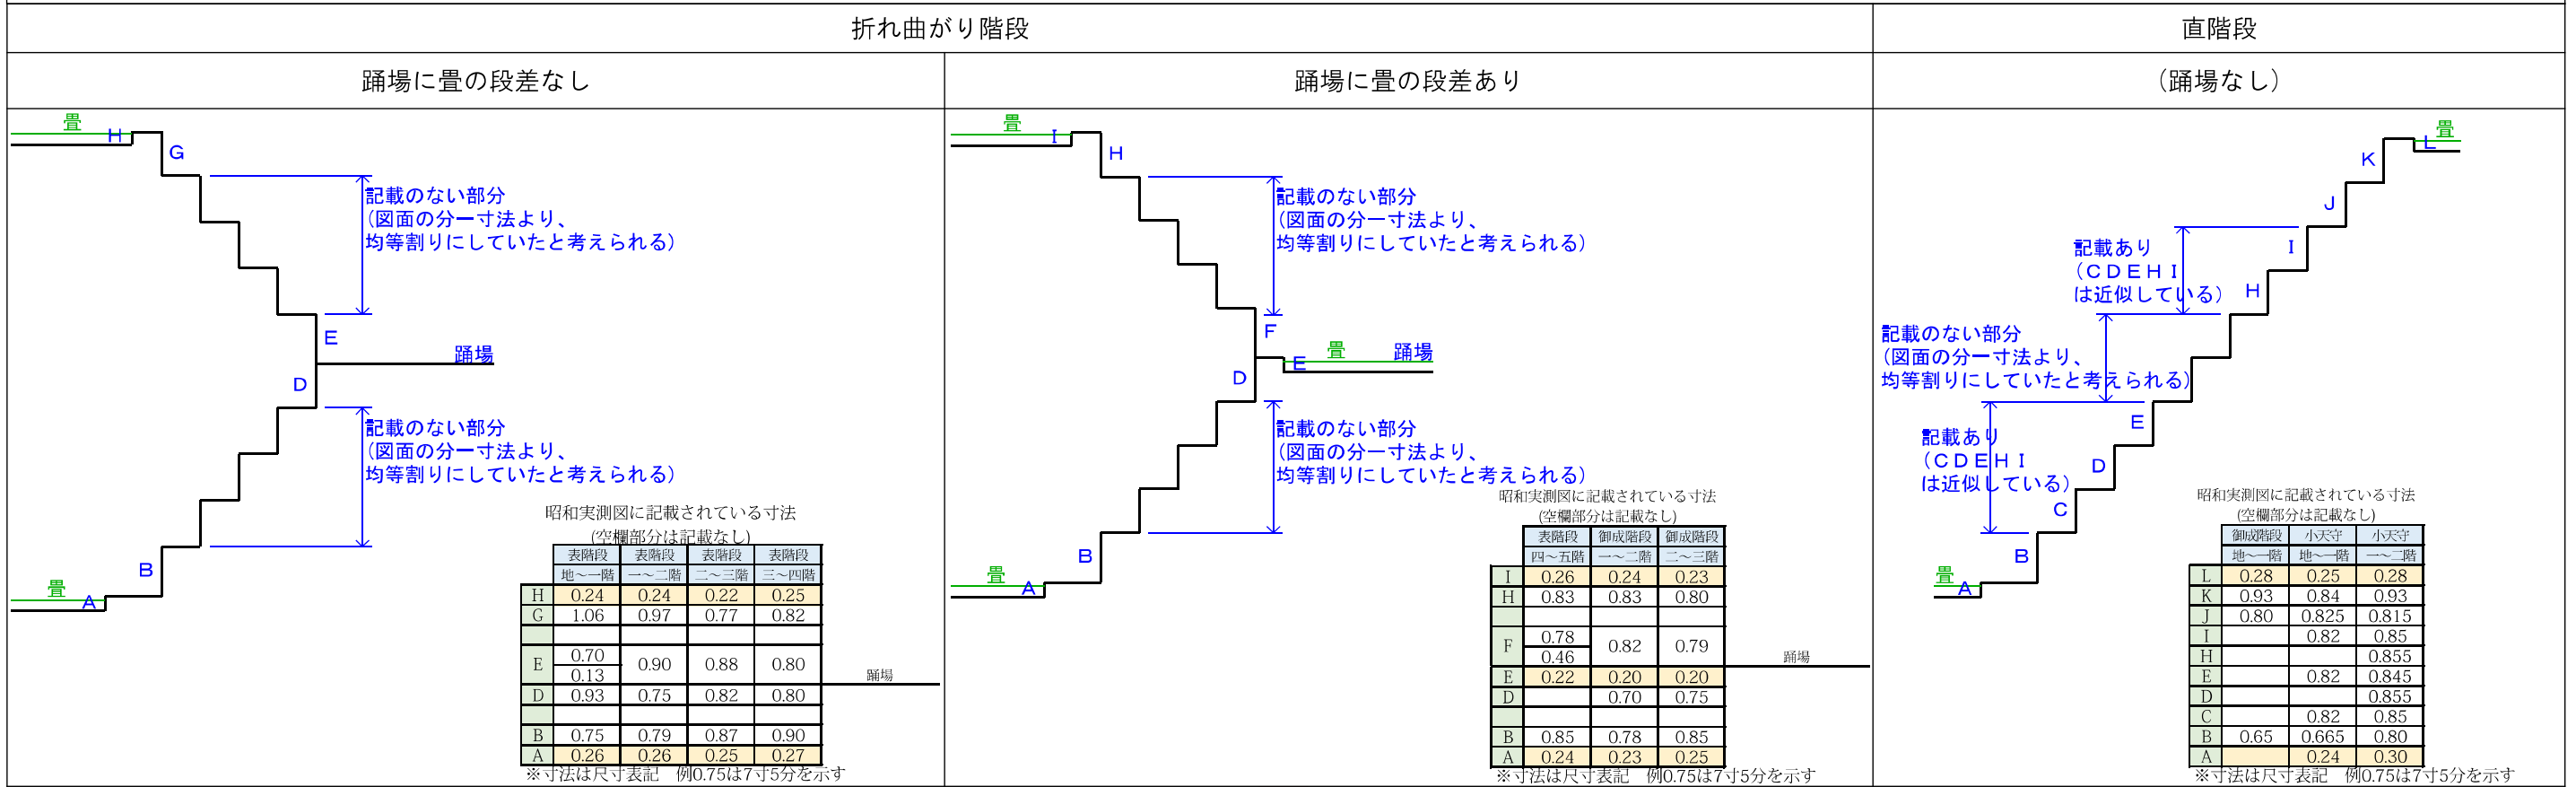 折れ曲がり階段
直階段
踊場に畳の段差なし
踊場に畳の段差あり
（踊場なし）
畳
H
G
記載のない部分
（図面の分一寸法より、
均等割りにしていたと考えられる）
E
踊場
D
記載のない部分
（図面の分一寸法より、
均等割りにしていたと考えられる）
B
畳
A
昭和実測図に記載されている寸法
(空欄部分は記載なし)
表階段 表階段 表階段 表階段
地～一階 一～二階 二～三階 三～四階
H 0.24 0.24 0.22 0.25
G 1.06 0.97 0.77 0.82
E 0.70 0.90 0.88 0.80
0.13
踊場
D 0.93 0.75 0.82 0.80
B 0.75 0.79 0.87 0.90
A 0.26 0.26 0.25 0.27
※寸法は尺寸表記　例0.75は7寸5分を示す
畳
I
H
記載のない部分
（図面の分一寸法より、
均等割りにしていたと考えられる）
F
畳
踊場
E
D
記載のない部分
（図面の分一寸法より、
均等割りにしていたと考えられる）
B
畳
A
昭和実測図に記載されている寸法
(空欄部分は記載なし)
表階段 御成階段 御成階段
四～五階 一～二階 二～三階
I 0.26 0.24 0.23
H 0.83 0.83 0.80
F 0.78 0.82 0.79
0.46
踊場
E 0.22 0.20 0.20
D 0.70 0.75
B 0.85 0.78 0.85
A 0.24 0.23 0.25
※寸法は尺寸表記　例0.75は7寸5分を示す
畳
L
K
J
I
記載あり
（ＣＤＥＨＩ
は近似している）
H
記載のない部分
（図面の分一寸法より、
均等割りにしていたと考えられる）
E
記載あり
（ＣＤＥＨＩ
は近似している）
D
C
B
畳
A
昭和実測図に記載されている寸法
(空欄部分は記載なし)
御成階段 小天守 小天守
地～一階 地～一階 一～二階
L 0.28 0.25 0.28
K 0.93 0.84 0.93
J 0.80 0.825 0.815
I 0.82 0.85
H 0.855
E 0.82 0.845
D 0.855
C 0.82 0.85
B 0.65 0.665 0.80
A 0.24 0.30
※寸法は尺寸表記　例0.75は7寸5分を示す